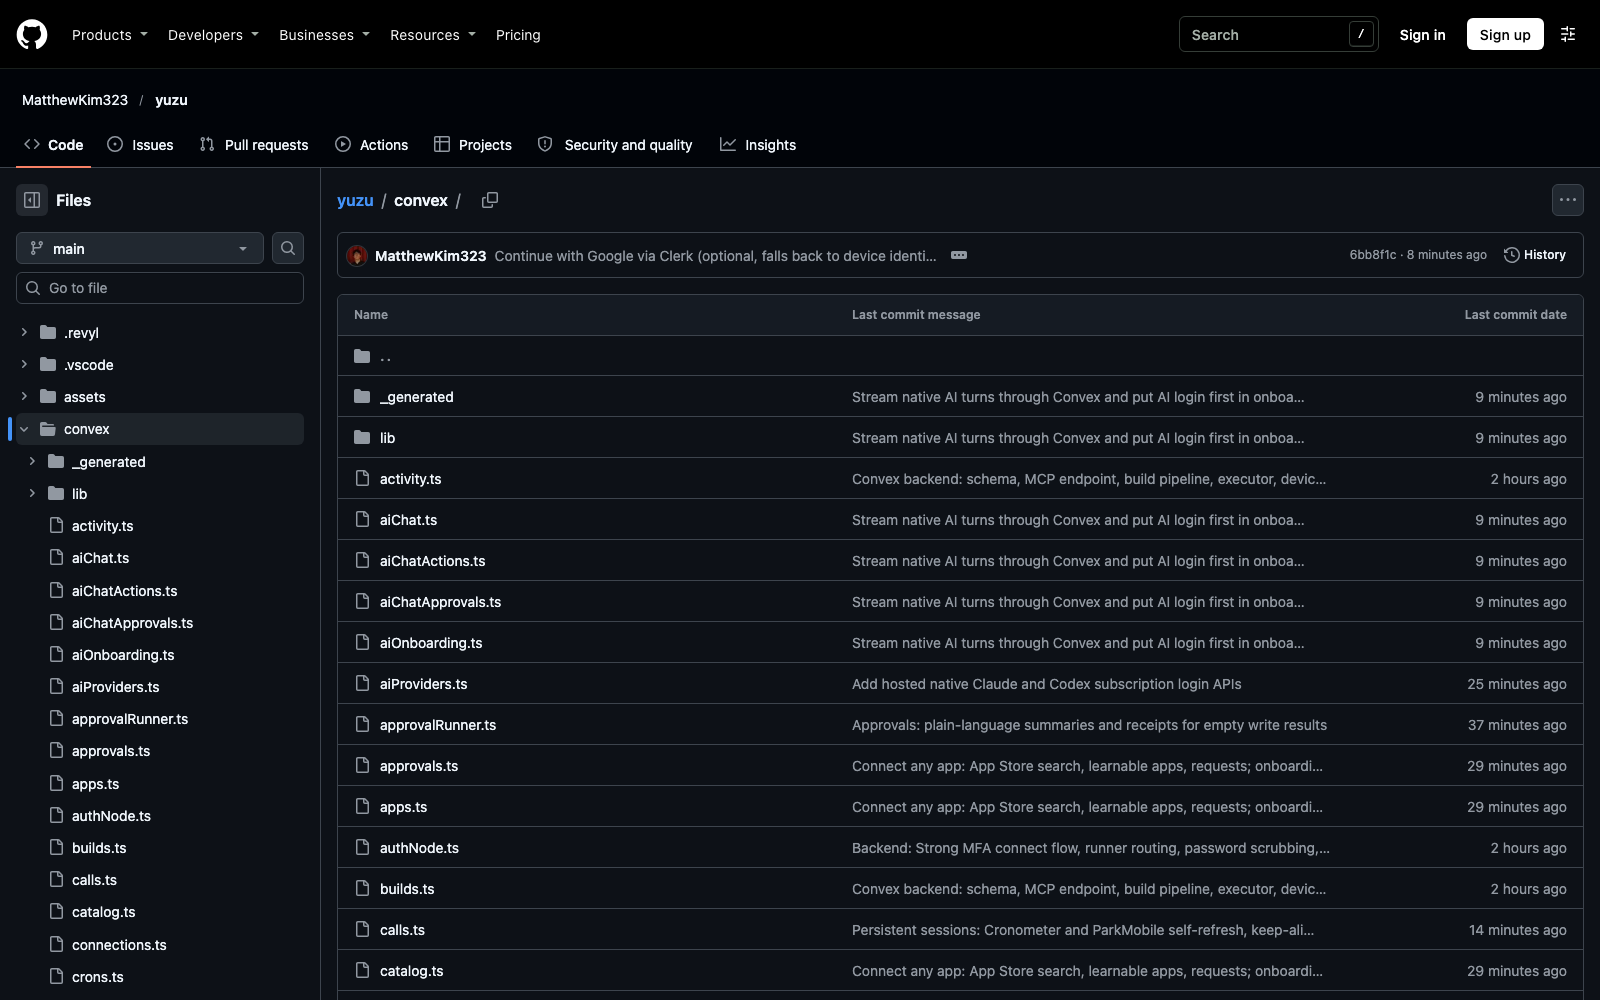 Products Developers Businesses Resources Pricing Search / Sign in Sign up
MatthewKim323 / yuzu
Code Issues Pull requests Actions Projects Security and quality Insights
Files
main
Go to file
.revyl
.vscode
assets
convex
_generated
lib
activity.ts
aiChat.ts
aiChatActions.ts
aiChatApprovals.ts
aiOnboarding.ts
aiProviders.ts
approvalRunner.ts
approvals.ts
apps.ts
authNode.ts
builds.ts
calls.ts
catalog.ts
connections.ts
crons.ts
yuzu / convex /
MatthewKim323 Continue with Google via Clerk (optional, falls back to device identi... 6bb8f1c · 8 minutes ago History
Name Last commit message Last commit date
..
_generated Stream native AI turns through Convex and put AI login first in onboa... 9 minutes ago
lib Stream native AI turns through Convex and put AI login first in onboa... 9 minutes ago
activity.ts Convex backend: schema, MCP endpoint, build pipeline, executor, devic... 2 hours ago
aiChat.ts Stream native AI turns through Convex and put AI login first in onboa... 9 minutes ago
aiChatActions.ts Stream native AI turns through Convex and put AI login first in onboa... 9 minutes ago
aiChatApprovals.ts Stream native AI turns through Convex and put AI login first in onboa... 9 minutes ago
aiOnboarding.ts Stream native AI turns through Convex and put AI login first in onboa... 9 minutes ago
aiProviders.ts Add hosted native Claude and Codex subscription login APIs 25 minutes ago
approvalRunner.ts Approvals: plain-language summaries and receipts for empty write results 37 minutes ago
approvals.ts Connect any app: App Store search, learnable apps, requests; onboardi... 29 minutes ago
apps.ts Connect any app: App Store search, learnable apps, requests; onboardi... 29 minutes ago
authNode.ts Backend: Strong MFA connect flow, runner routing, password scrubbing,... 2 hours ago
builds.ts Convex backend: schema, MCP endpoint, build pipeline, executor, devic... 2 hours ago
calls.ts Persistent sessions: Cronometer and ParkMobile self-refresh, keep-ali... 14 minutes ago
catalog.ts Connect any app: App Store search, learnable apps, requests; onboardi... 29 minutes ago